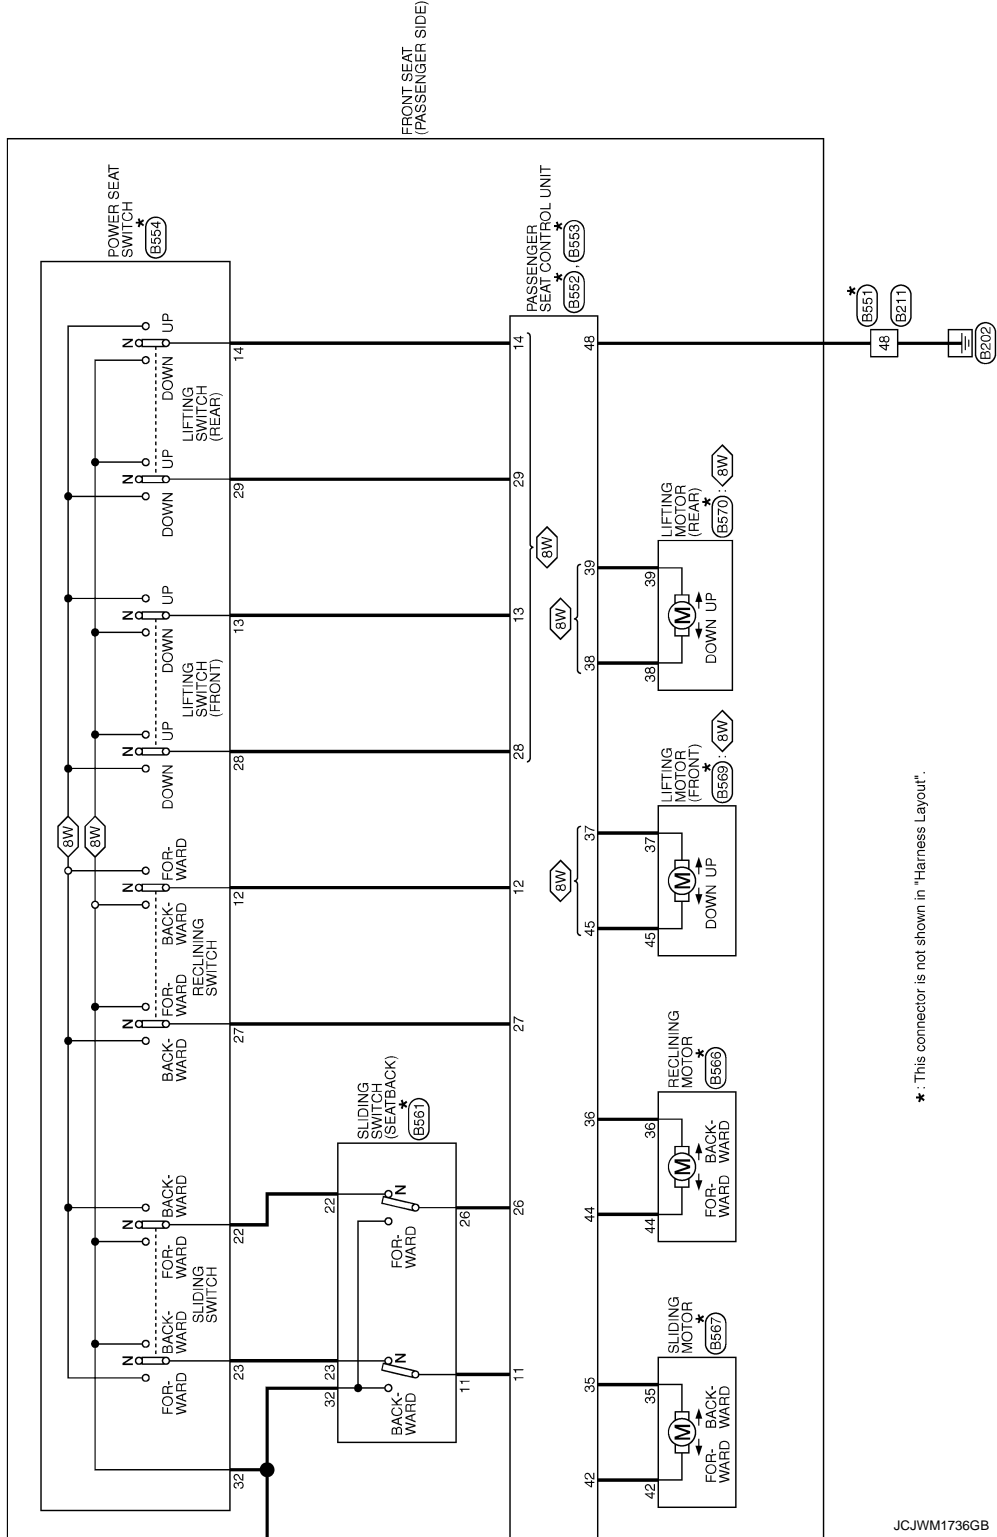 FRONT SEAT
(PASSENGER SIDE)
POWER SEAT
SWITCH
*
B554
32
FOR-
WARD
N
BACK-
WARD
23
SLIDING
SWITCH
FOR-
WARD
N
BACK-
WARD
22
BACK-
WARD
N
FOR-
WARD
27
RECLINING
SWITCH
BACK-
WARD
N
FOR-
WARD
12
8W
8W
DOWN
N
UP
28
LIFTING
SWITCH
(FRONT)
DOWN
N
UP
13
DOWN
N
UP
29
LIFTING
SWITCH
(REAR)
DOWN
N
UP
14
SLIDING
SWITCH
(SEATBACK)
*
B561
32
23
22
BACK-
WARD
N
FOR-
WARD
N
11
26
PASSENGER
SEAT CONTROL UNIT
*
B552
,
*
B553
11
26
27
12
28
13
29
14
8W
42
35
44
36
45
37
8W
38
39
8W
48
SLIDING
MOTOR
*
B567
42
35
M
FOR-
WARD
BACK-
WARD
RECLINING
MOTOR
*
B566
44
36
M
FOR-
WARD
BACK-
WARD
LIFTING
MOTOR
(FRONT)
*
B569 : 8W
45
37
M
DOWN UP
LIFTING
MOTOR
(REAR)
*
B570 : 8W
38
39
M
DOWN UP
*
B551
48
B211
B202
* : This connector is not shown in "Harness Layout".
JCJWM1736GB